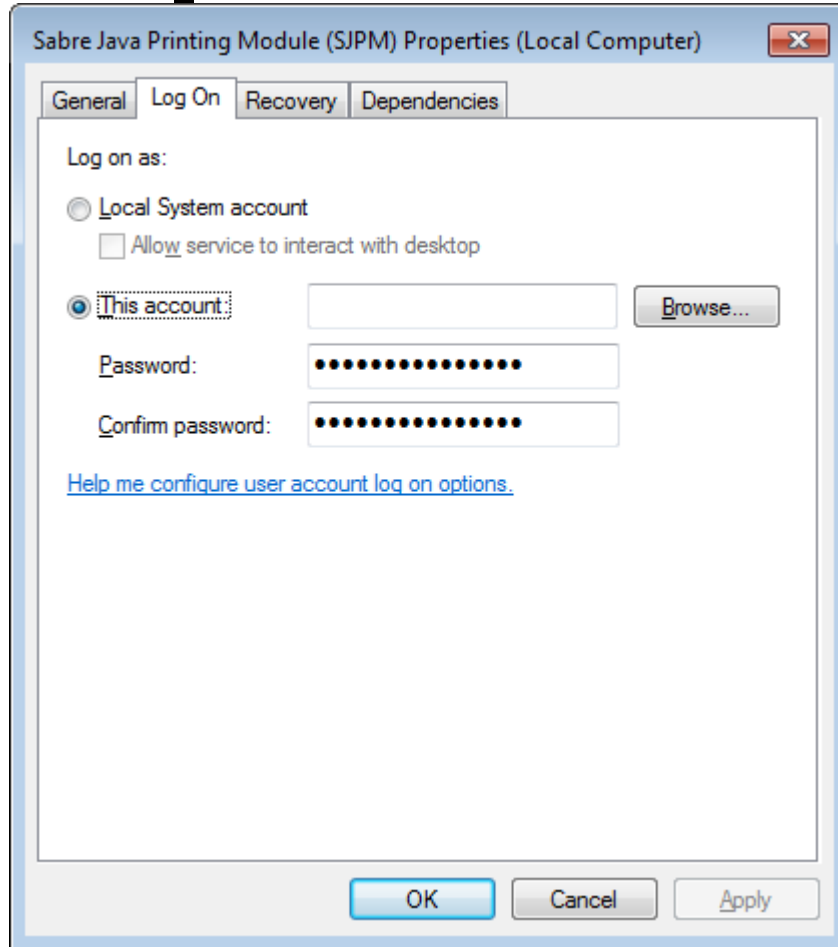 Sabre Java Printing Module (SJPM) Properties (Local Computer)
General Log On Recovery Dependencies
Log on as:
Local System account
Allow service to interact with desktop
This account: Browse...
Password: •••••••••••••••
Confirm password: •••••••••••••••
Help me configure user account log on options.
OK Cancel Apply